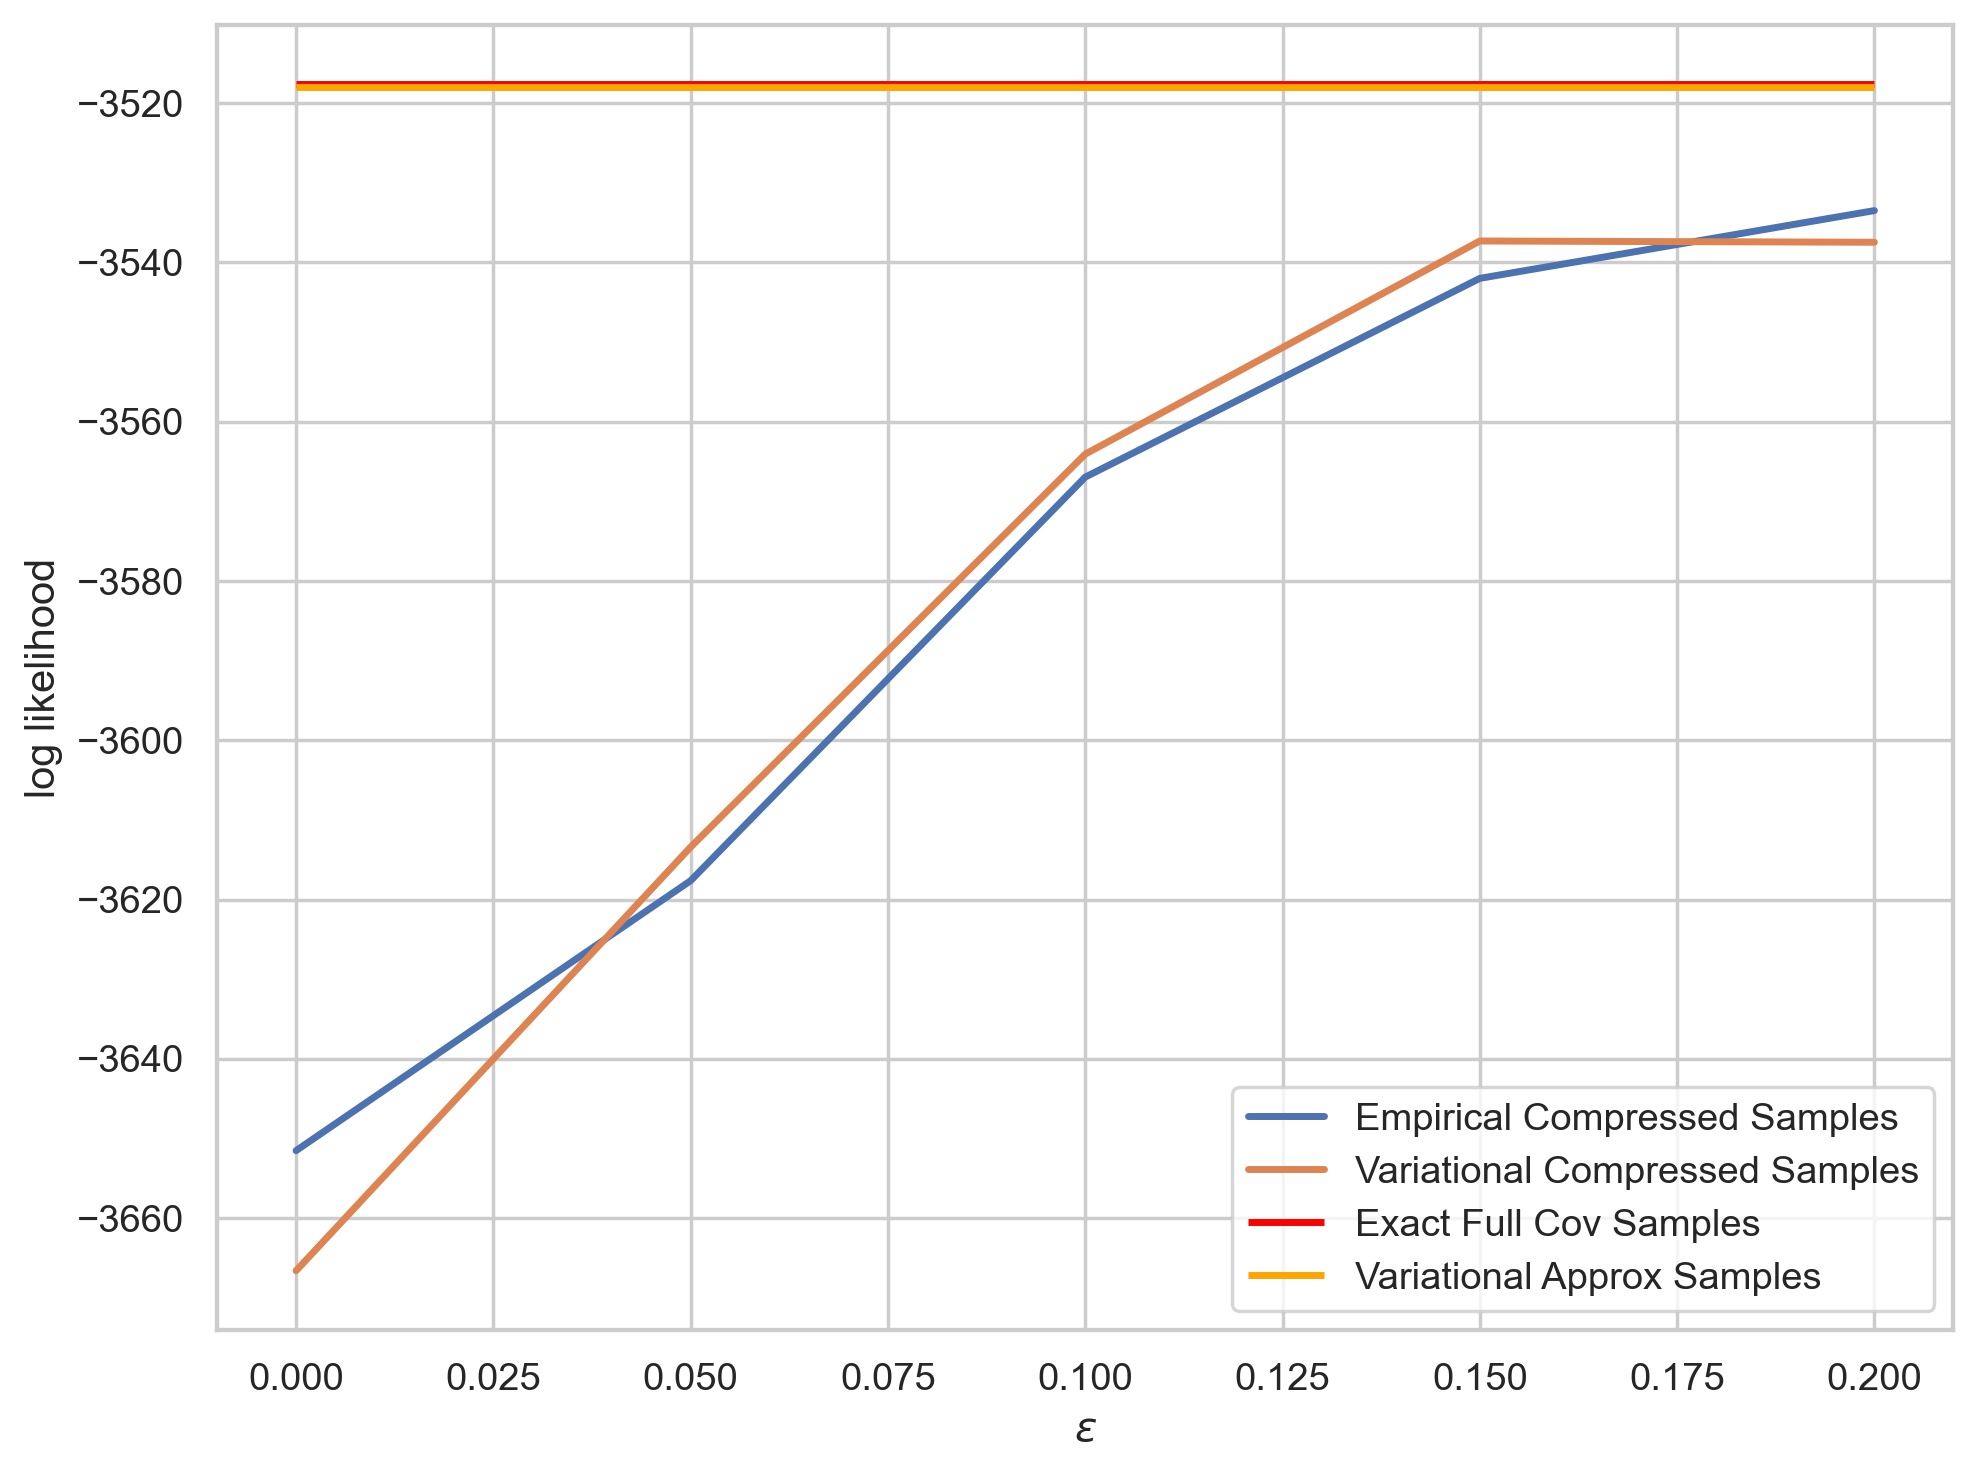 −3520
−3540
−3560
−3580
−3600
−3620
−3640
−3660
log likelihood
0.000 0.025 0.050 0.075 0.100 0.125 0.150 0.175 0.200
ε
Empirical Compressed Samples
Variational Compressed Samples
Exact Full Cov Samples
Variational Approx Samples